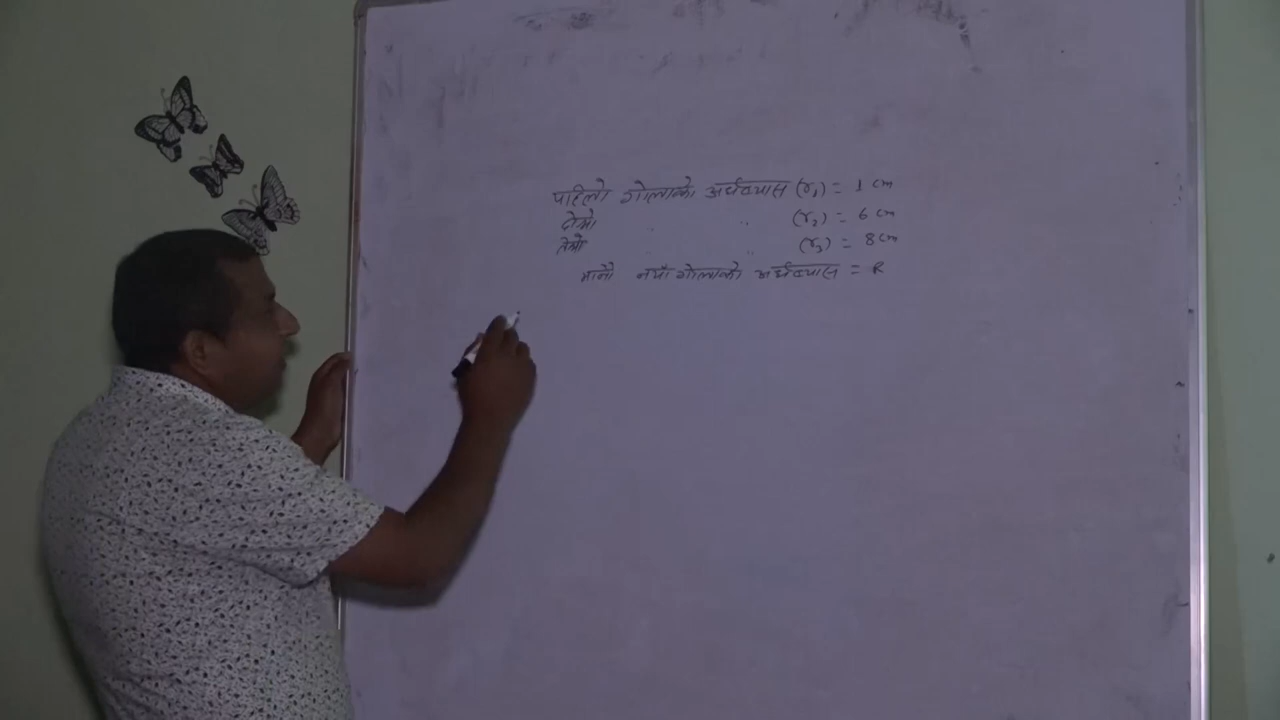 पहिलो गोलाको अर्धव्यास (r₁) = 1 cm
दोस्रो " " (r₂) = 6 cm
तेस्रो " " (r₃) = 8 cm
मानौ नयाँ गोलाको अर्धव्यास = R